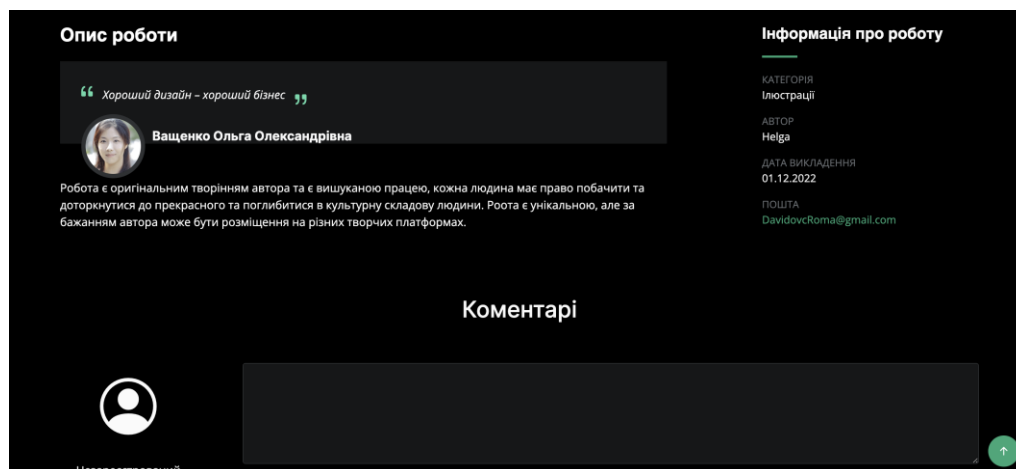 Опис роботи
“ Хороший дизайн – хороший бізнес ”
Ващенко Ольга Олександрівна
Робота є оригінальним творінням автора та є вишуканою працею, кожна людина має право побачити та
доторкнутися до прекрасного та поглибитися в культурну складову людини. Роота є унікальною, але за
бажанням автора може бути розміщення на різних творчих платформах.
Інформація про роботу
КАТЕГОРІЯ
Ілюстрації
АВТОР
Helga
ДАТА ВИКЛАДЕННЯ
01.12.2022
ПОШТА
DavidovcRoma@gmail.com
Коментарі